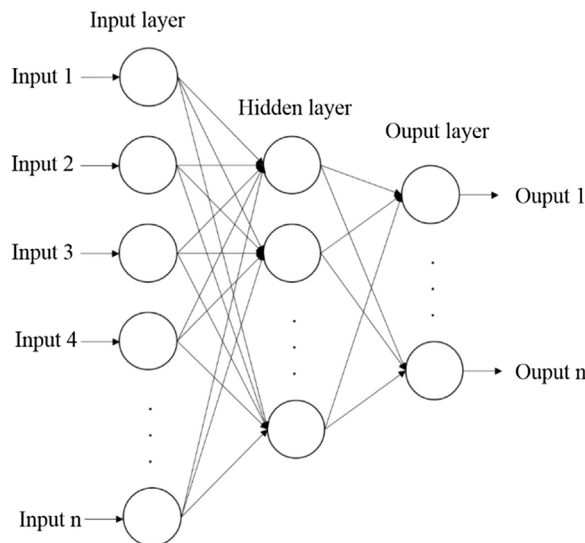 Input layer
Input 1
Hidden layer
Ouput layer
Input 2
Ouput 1
Input 3
Input 4
Ouput n
Input n